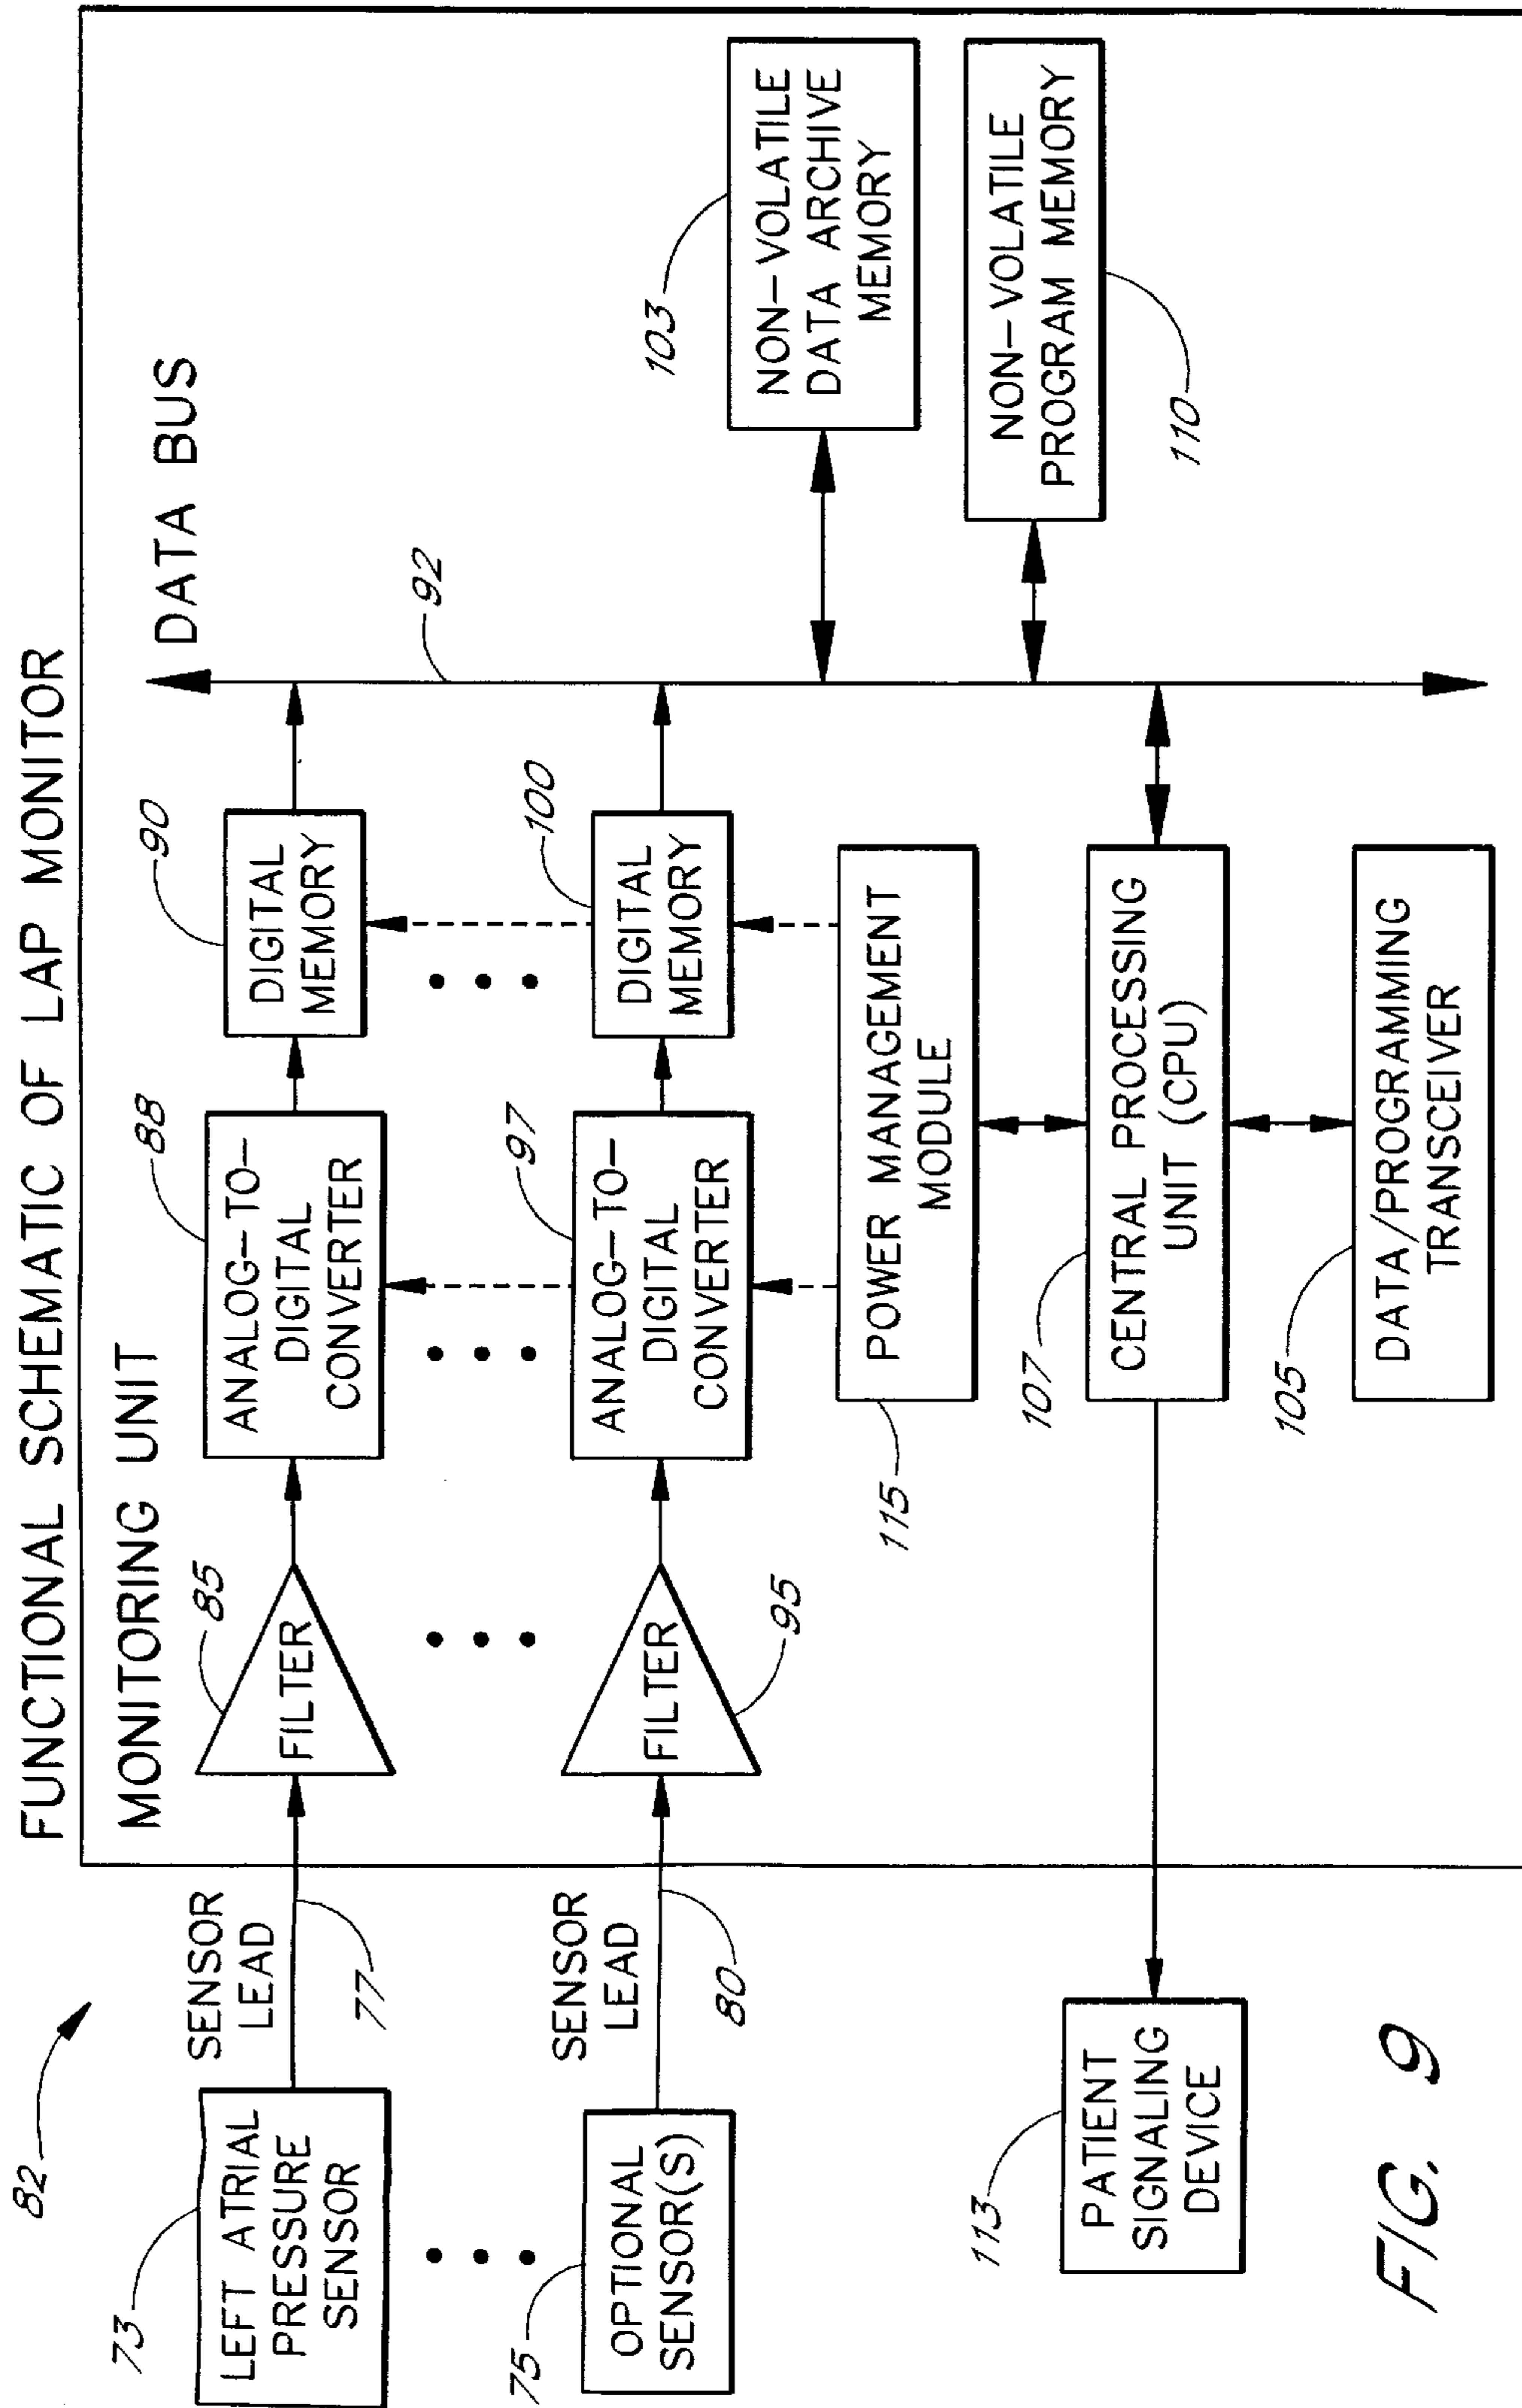 FUNCTIONAL SCHEMATIC OF LAP MONITOR
82
MONITORING UNIT
DATA BUS
73
LEFT ATRIAL
PRESSURE
SENSOR
SENSOR
LEAD
77
85
FILTER
88
ANALOG-TO-
DIGITAL
CONVERTER
90
DIGITAL
MEMORY
92
75
OPTIONAL
SENSOR(S)
SENSOR
LEAD
80
FILTER
95
97
ANALOG-TO-
DIGITAL
CONVERTER
100
DIGITAL
MEMORY
103
NON-VOLATILE
DATA ARCHIVE
MEMORY
115
POWER MANAGEMENT
MODULE
NON-VOLATILE
PROGRAM MEMORY
110
113
PATIENT
SIGNALING
DEVICE
107
CENTRAL PROCESSING
UNIT (CPU)
105
DATA/PROGRAMMING
TRANSCEIVER
FIG. 9